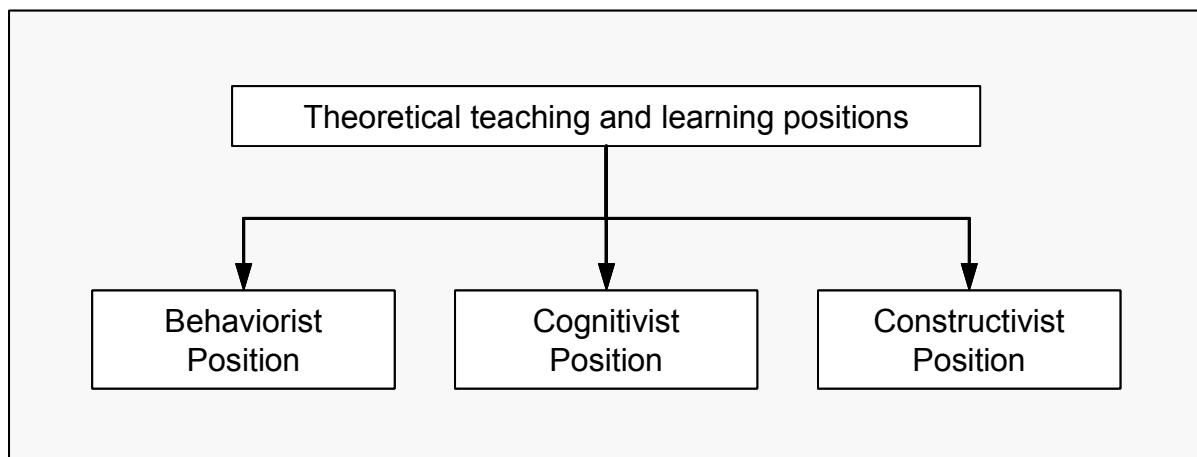 Theoretical teaching and learning positions
Behaviorist
Position
Cognitivist
Position
Constructivist
Position